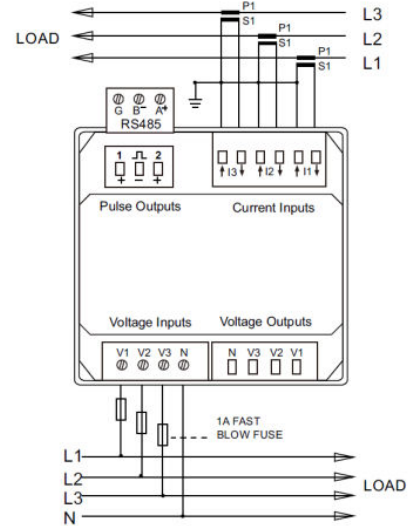 P1 L3
S1
LOAD P1 L2
S1
P1 L1
S1
G B- A+
RS485
1 2
+ - +
I3 I2 I1
Pulse Outputs Current Inputs
Voltage Inputs Voltage Outputs
V1 V2 V3 N N V3 V2 V1
1A FAST
BLOW FUSE
L1
L2
LOAD
L3
N